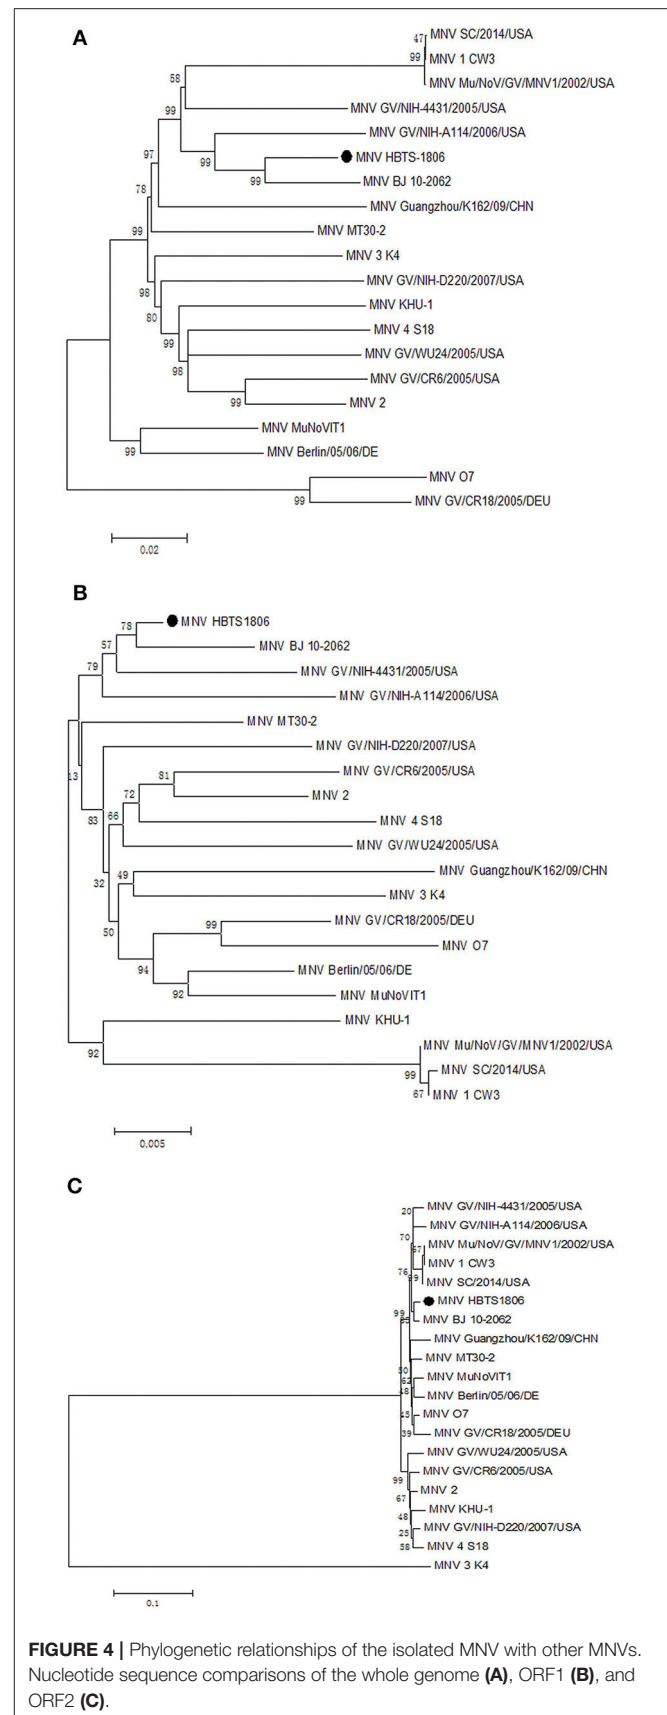 A
MNV SC/2014/USA
47
99
MNV 1 CW3
MNV Mu/NoV/GV/MNV1/2002/USA
58
MNV GV/NIH-4431/2005/USA
99
MNV GV/NIH-A114/2006/USA
99
MNV HBTS-1806
99
MNV BJ 10-2062
97
MNV Guangzhou/K162/09/CHN
78
MNV MT30-2
99
MNV 3 K4
98
MNV GV/NIH-D220/2007/USA
80
MNV KHU-1
99
MNV 4 S18
MNV GV/WU24/2005/USA
98
MNV GV/CR6/2005/USA
99
MNV 2
MNV MuNoVIT1
99
MNV Berlin/05/06/DE
MNV O7
99
MNV GV/CR18/2005/DEU
0.02
B
78
MNV HBTS1806
57
MNV BJ 10-2062
79
MNV GV/NIH-4431/2005/USA
MNV GV/NIH-A114/2006/USA
MNV MT30-2
13
MNV GV/NIH-D220/2007/USA
83
81
MNV GV/CR6/2005/USA
72
MNV 2
66
MNV 4 S18
MNV GV/WU24/2005/USA
32
49
MNV Guangzhou/K162/09/CHN
MNV 3 K4
50
99
MNV GV/CR18/2005/DEU
MNV O7
94
MNV Berlin/05/06/DE
92
MNV MuNoVIT1
MNV KHU-1
92
MNV Mu/NoV/GV/MNV1/2002/USA
99
MNV SC/2014/USA
67
MNV 1 CW3
0.005
C
20
MNV GV/NIH-4431/2005/USA
MNV GV/NIH-A114/2006/USA
70
67
MNV Mu/NoV/GV/MNV1/2002/USA
MNV 1 CW3
76
99
MNV SC/2014/USA
MNV HBTS1806
99
MNV BJ 10-2062
MNV Guangzhou/K162/09/CHN
MNV MT30-2
50
62
MNV MuNoVIT1
48
MNV Berlin/05/06/DE
45
MNV O7
39
MNV GV/CR18/2005/DEU
MNV GV/WU24/2005/USA
99
MNV GV/CR6/2005/USA
67
MNV 2
48
MNV KHU-1
25
MNV GV/NIH-D220/2007/USA
58
MNV 4 S18
MNV 3 K4
0.1
FIGURE 4 | Phylogenetic relationships of the isolated MNV with other MNVs.
Nucleotide sequence comparisons of the whole genome (A), ORF1 (B), and
ORF2 (C).